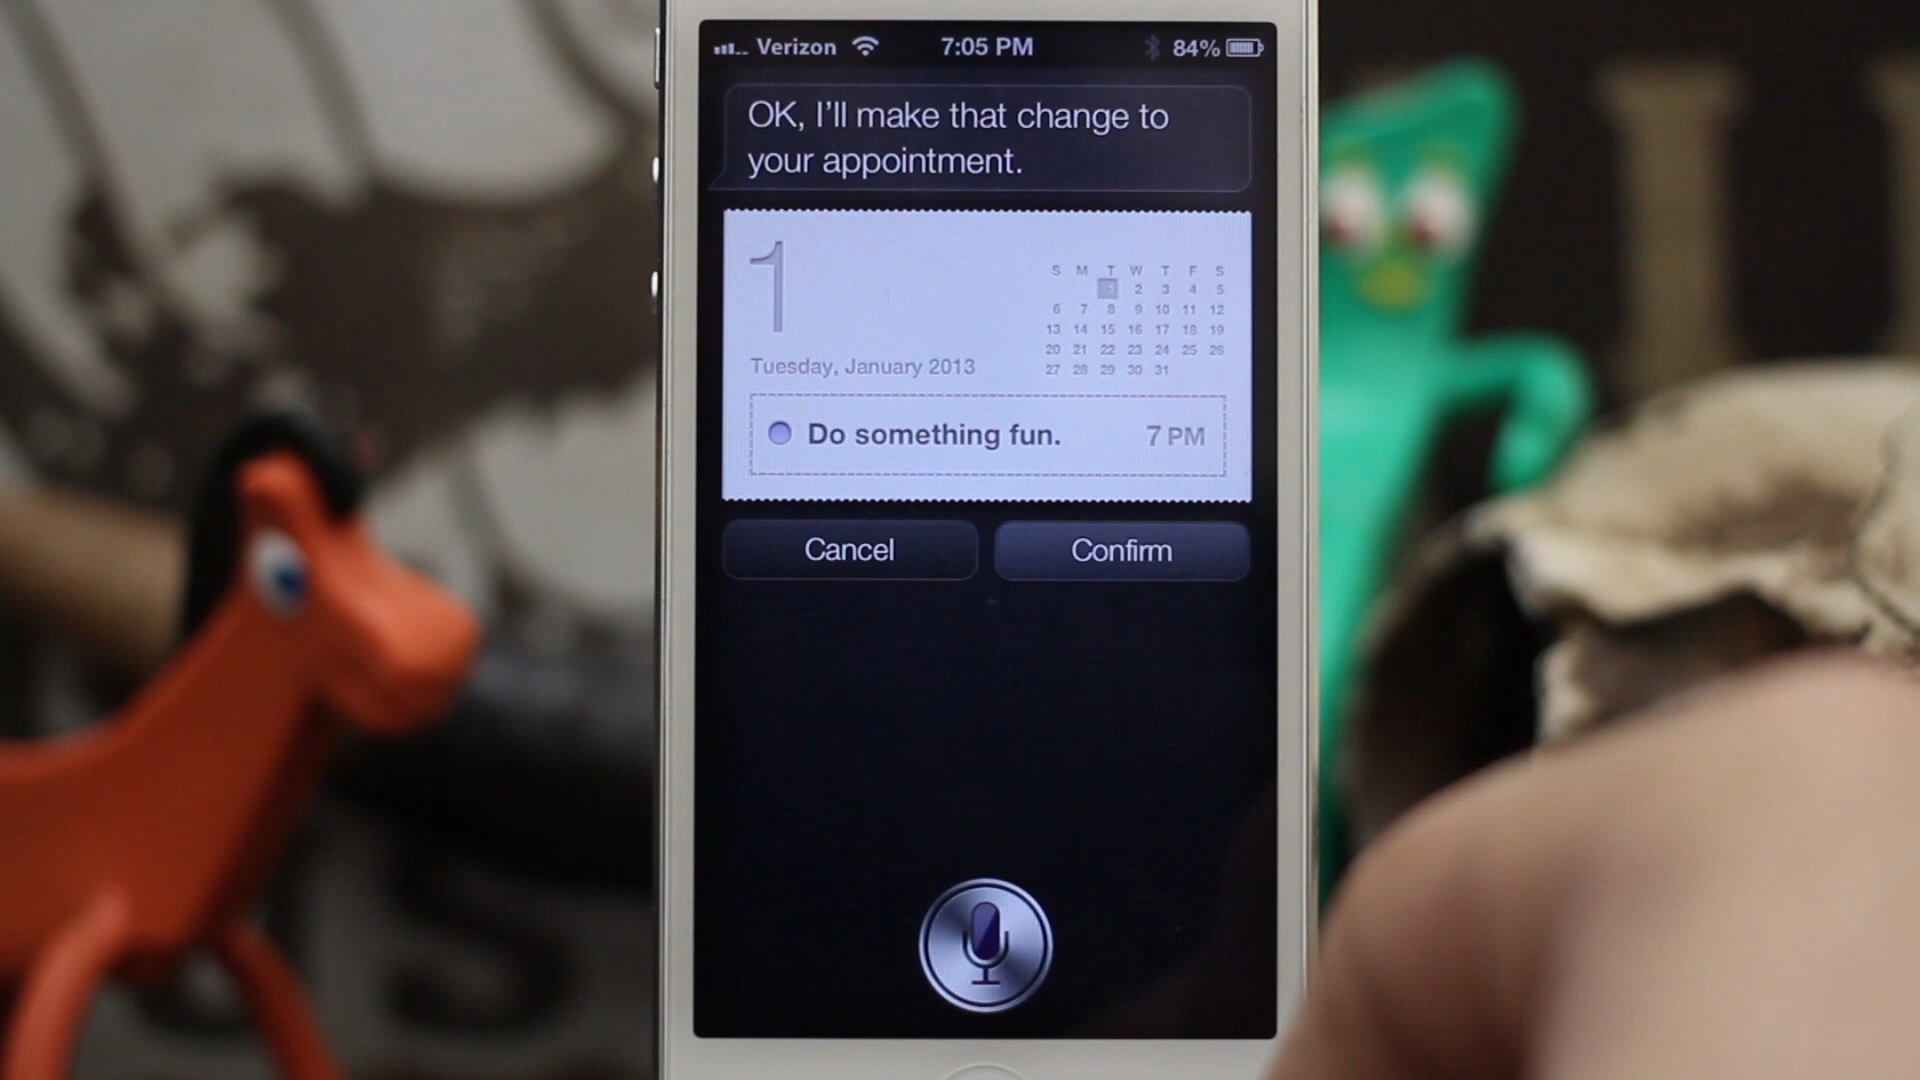 Verizon 7:05 PM 84%
OK, I'll make that change to
your appointment.
1
S M T W T F S
1 2 3 4 5
6 7 8 9 10 11 12
13 14 15 16 17 18 19
20 21 22 23 24 25 26
27 28 29 30 31
Tuesday, January 2013
Do something fun. 7 PM
Cancel Confirm